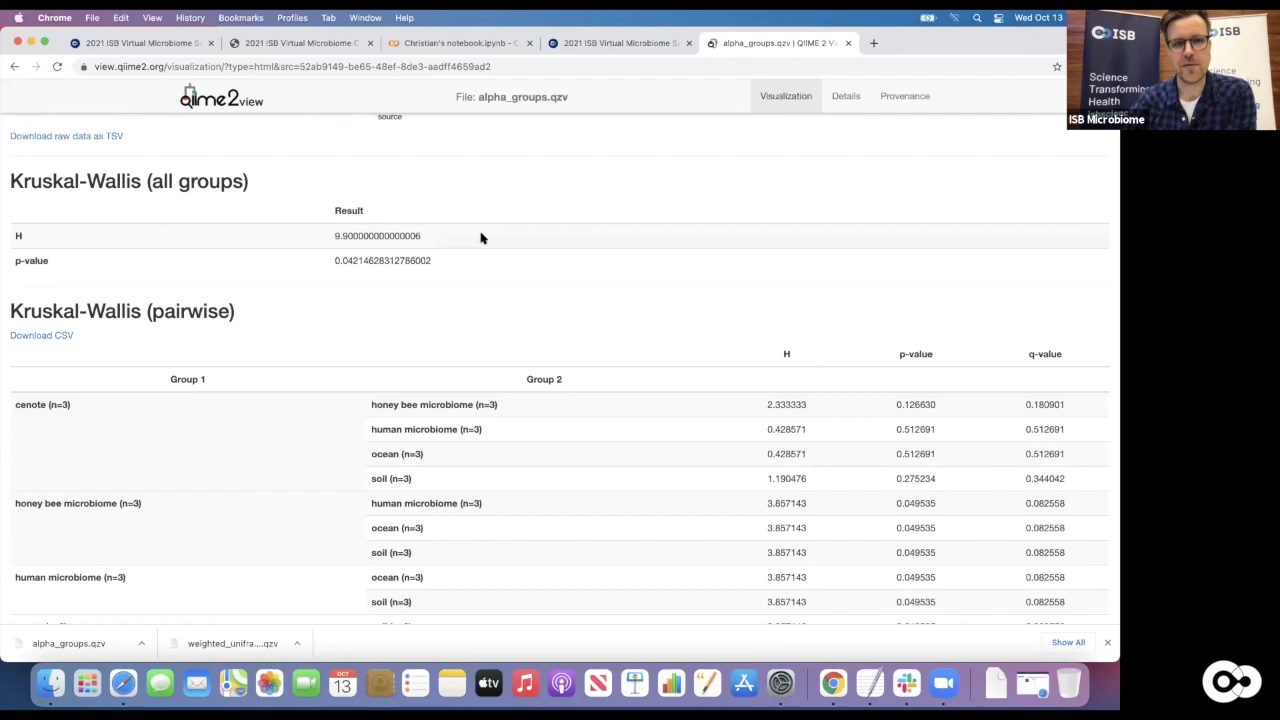 Chrome File Edit View History Bookmarks Profiles Tab Window Help Wed Oct 13
2021 ISB Virtual Microbiome S 2021 ISB Virtual Microbiome C Christian's notebook.ipynb - C 2021 ISB Virtual Microbiome S alpha_groups.qzv | QIIME 2 Vi
view.qiime2.org/visualization/?type=html&src=52ab9149-be65-48ef-8de3-aadff4659ad2
qiime2view File: alpha_groups.qzv Visualization Details Provenance
source
Download raw data as TSV
Kruskal-Wallis (all groups)
Result
H 9.900000000000006
p-value 0.04214628312786002
Kruskal-Wallis (pairwise)
Download CSV
H p-value q-value
Group 1 Group 2
cenote (n=3) honey bee microbiome (n=3) 2.333333 0.126630 0.180901
human microbiome (n=3) 0.428571 0.512691 0.512691
ocean (n=3) 0.428571 0.512691 0.512691
soil (n=3) 1.190476 0.275234 0.344042
honey bee microbiome (n=3) human microbiome (n=3) 3.857143 0.049535 0.082558
ocean (n=3) 3.857143 0.049535 0.082558
soil (n=3) 3.857143 0.049535 0.082558
human microbiome (n=3) ocean (n=3) 3.857143 0.049535 0.082558
soil (n=3) 3.857143 0.049535 0.082558
alpha_groups.qzv weighted_unifra....qzv Show All
OCT
13
tv
ISB
Science
Transforming
Health
ISB
ISB Microbiome